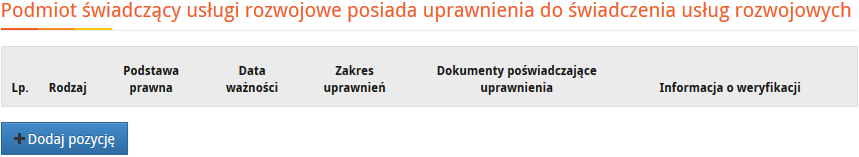 Podmiot świadczący usługi rozwojowe posiada uprawnienia do świadczenia usług rozwojowych
Lp. Rodzaj Podstawa prawna Data ważności Zakres uprawnień Dokumenty poświadczające uprawnienia Informacja o weryfikacji
Dodaj pozycję